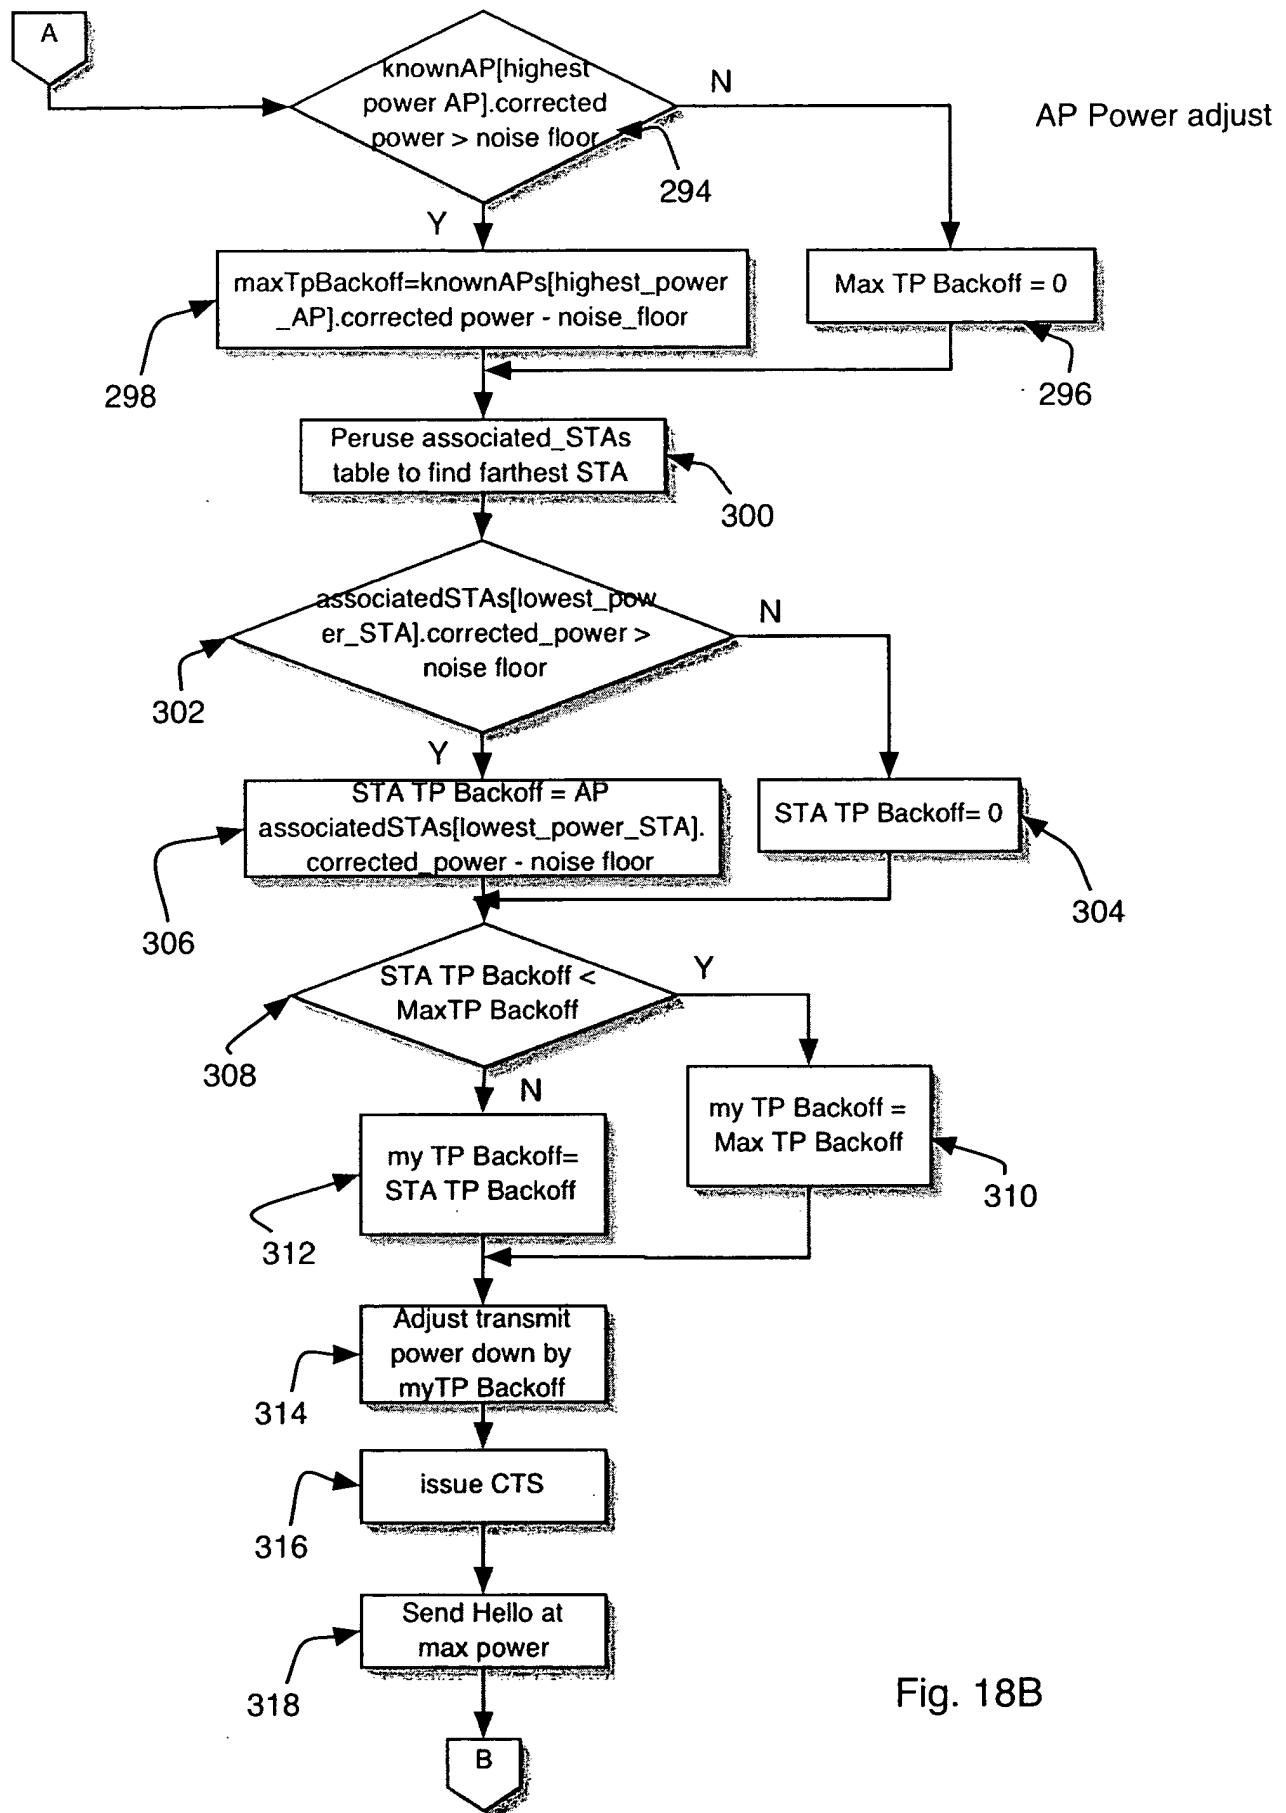 A
knownAP[highest
power AP].corrected
power > noise floor
N
AP Power adjust
294
Y
maxTpBackoff=knownAPs[highest_power
_AP].corrected power - noise_floor
Max TP Backoff = 0
298
296
Peruse associated_STAs
table to find farthest STA
300
associatedSTAs[lowest_pow
er_STA].corrected_power >
noise floor
N
302
Y
STA TP Backoff = AP
associatedSTAs[lowest_power_STA].
corrected_power - noise floor
STA TP Backoff= 0
306
304
STA TP Backoff <
MaxTP Backoff
Y
308
N
my TP Backoff =
Max TP Backoff
my TP Backoff=
STA TP Backoff
310
312
Adjust transmit
power down by
myTP Backoff
314
issue CTS
316
Send Hello at
max power
318
Fig. 18B
B